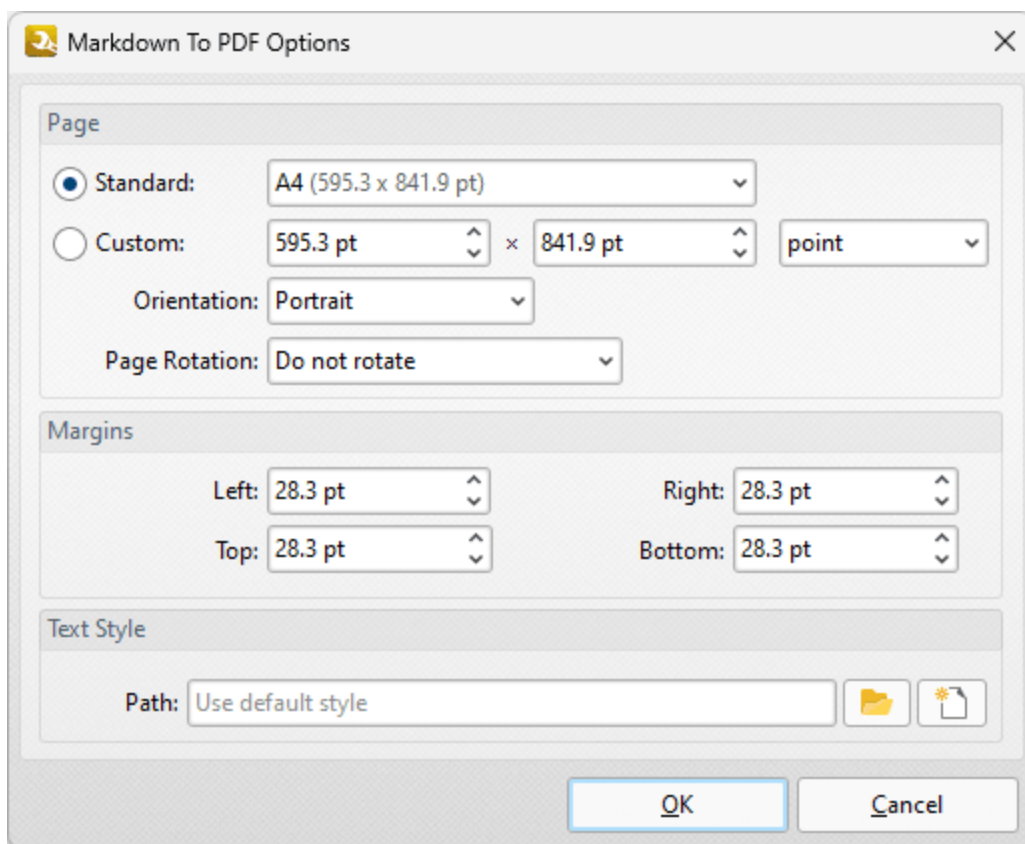 Markdown To PDF Options
Page
Standard: A4 (595.3 x 841.9 pt)
Custom: 595.3 pt × 841.9 pt point
Orientation: Portrait
Page Rotation: Do not rotate
Margins
Left: 28.3 pt Right: 28.3 pt
Top: 28.3 pt Bottom: 28.3 pt
Text Style
Path: Use default style
OK Cancel